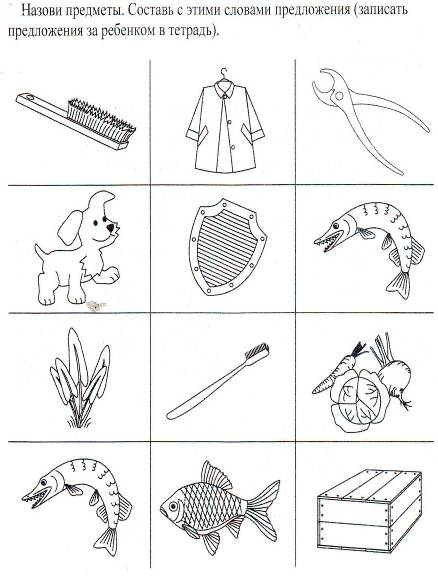 Назови предметы. Составь с этими словами предложения (записать
предложения за ребенком в тетрадь).